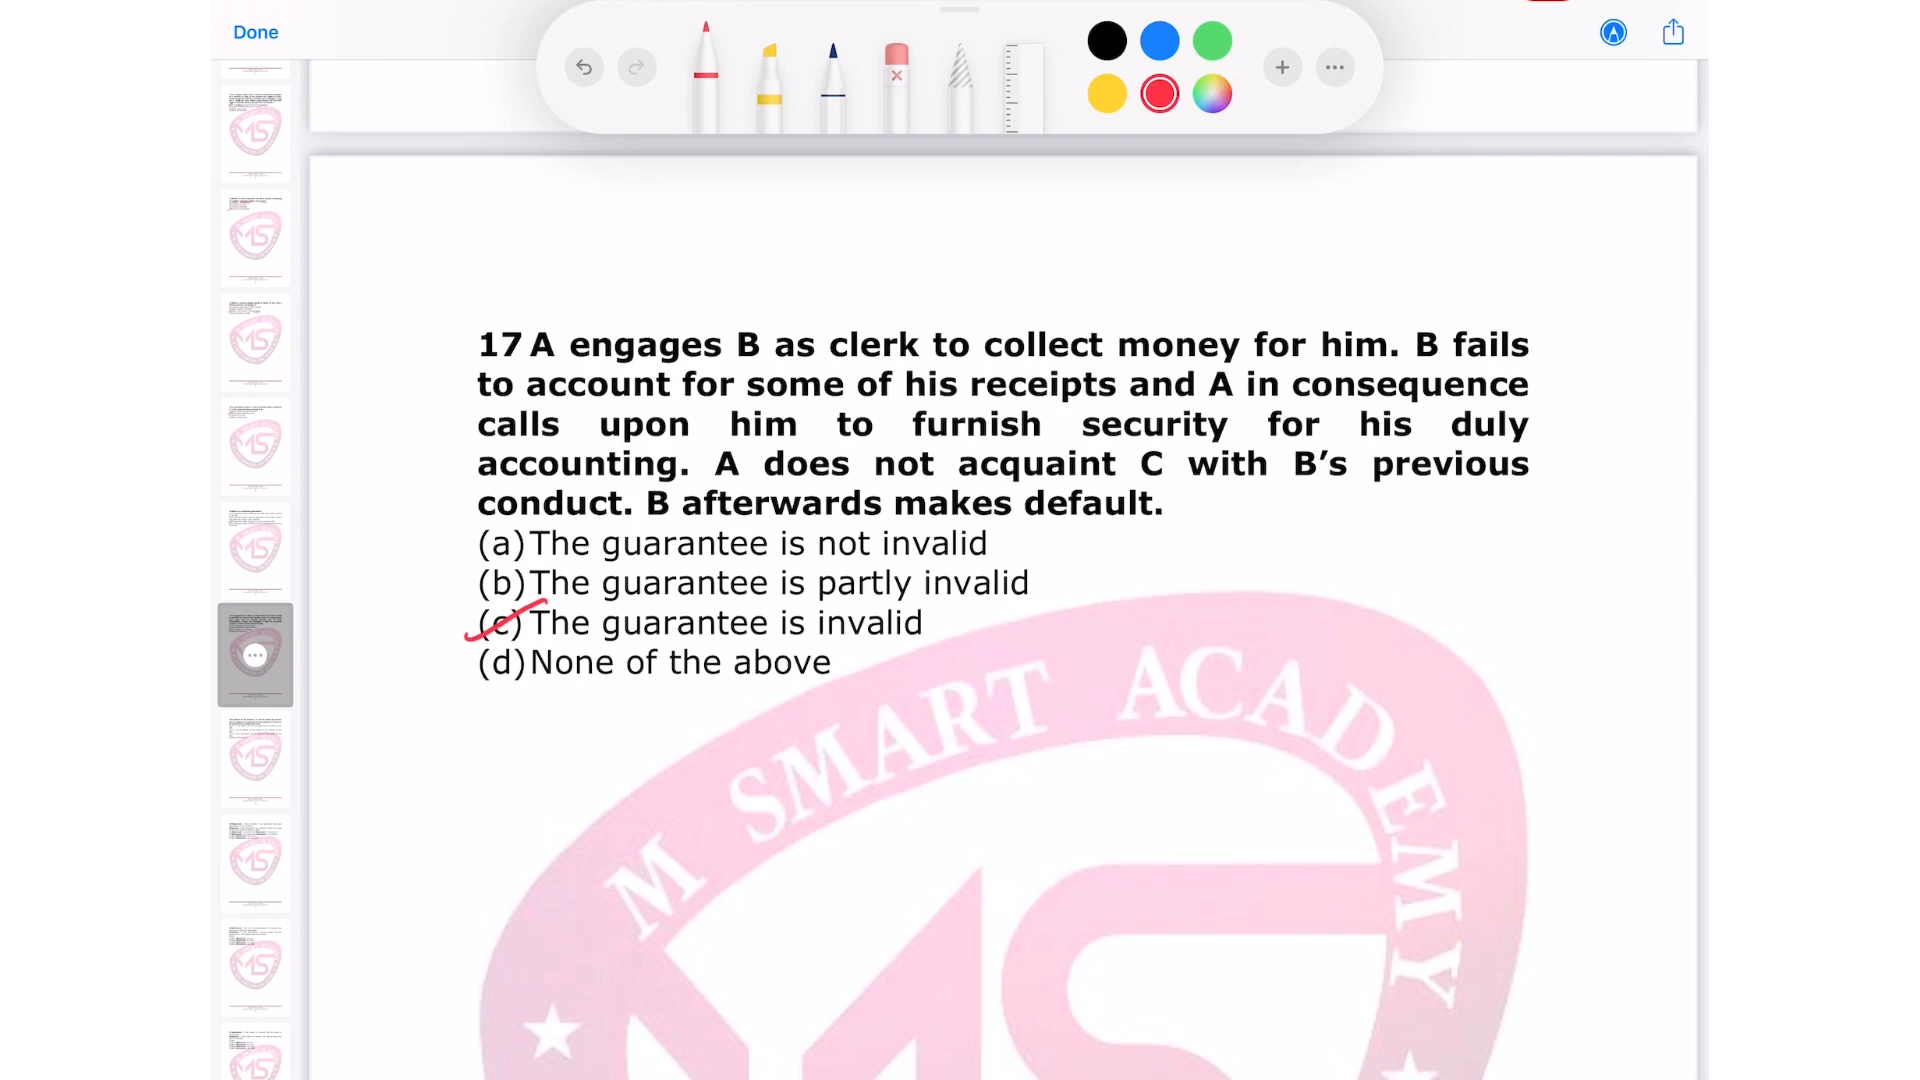 Done
17 A engages B as clerk to collect money for him. B fails
to account for some of his receipts and A in consequence
calls upon him to furnish security for his duly
accounting. A does not acquaint C with B’s previous
conduct. B afterwards makes default.
(a) The guarantee is not invalid
(b) The guarantee is partly invalid
(c) The guarantee is invalid
(d) None of the above
M SMART ACADEMY
MS